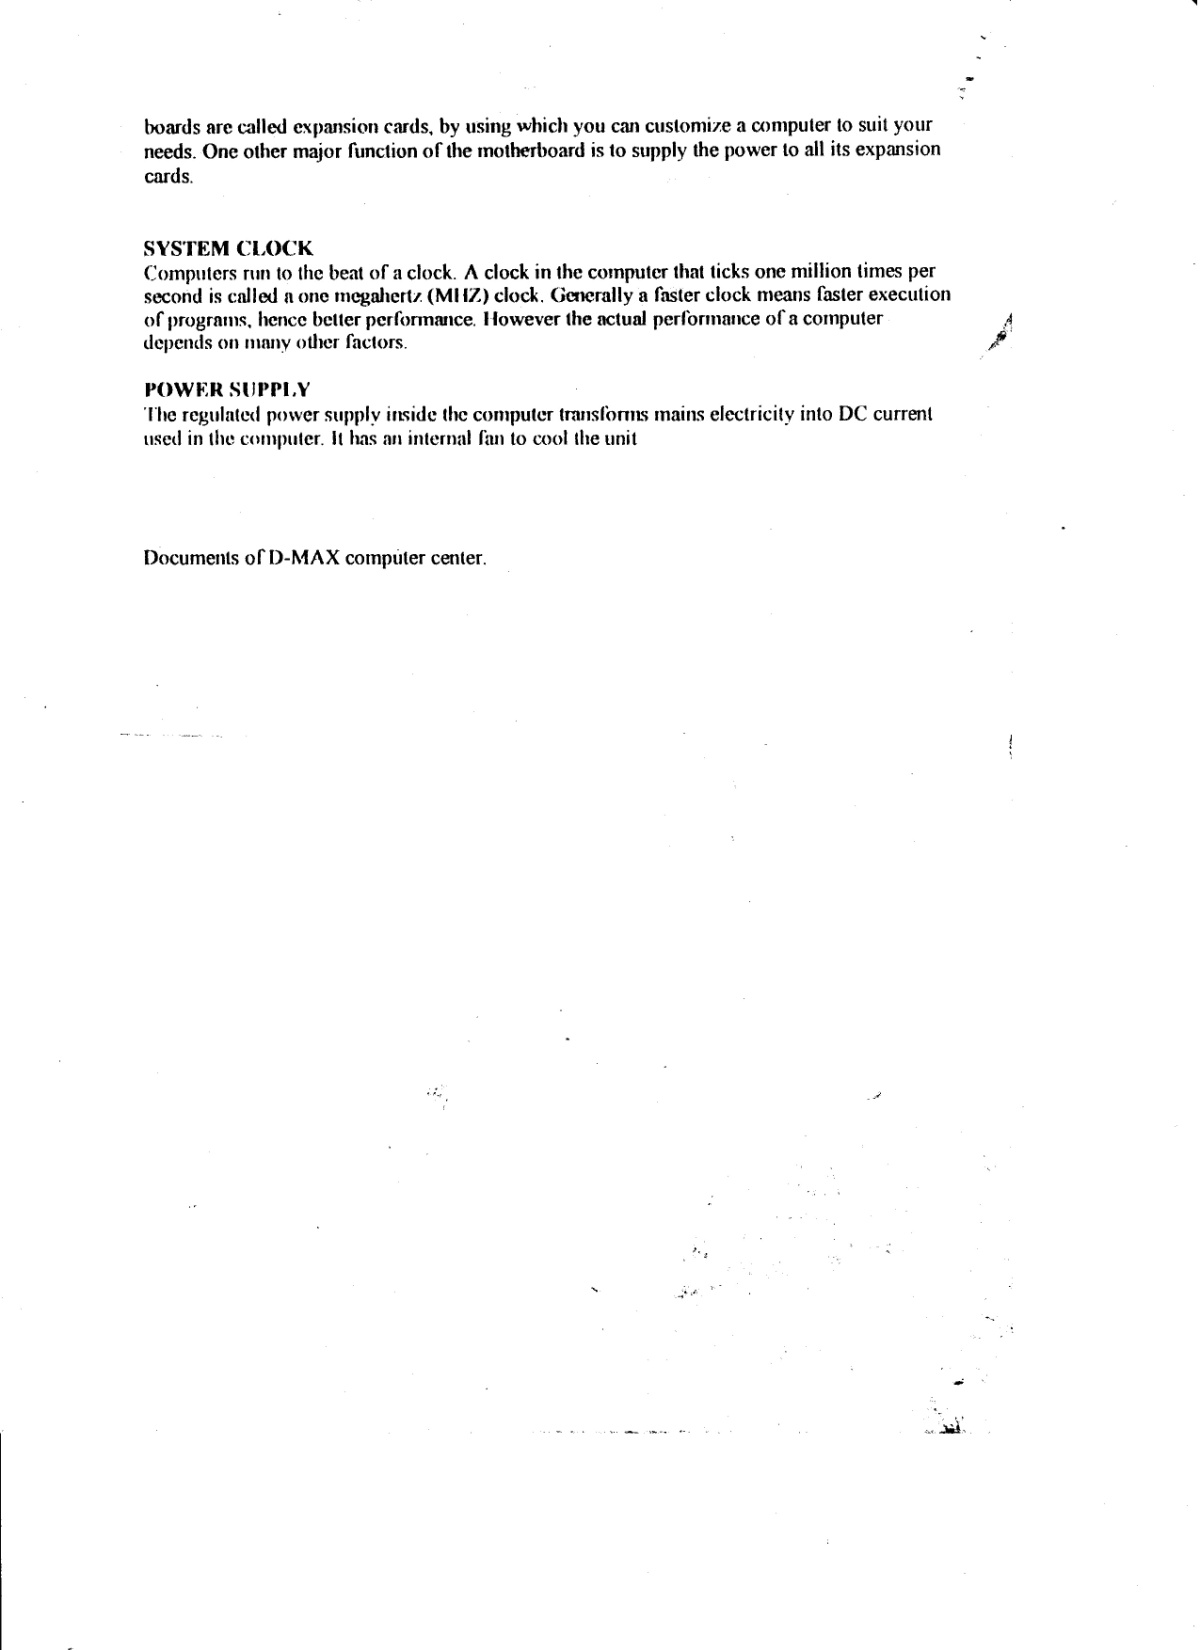 boards are called expansion cards, by using which you can customize a computer to suit your
needs. One other major function of the motherboard is to supply the power to all its expansion
cards.
SYSTEM CLOCK
Computers run to the beat of a clock. A clock in the computer that ticks one million times per
second is called a one megahertz (MHZ) clock. Generally a faster clock means faster execution
of programs, hence better performance. However the actual performance of a computer
depends on many other factors.
POWER SUPPLY
The regulated power supply inside the computer transforms mains electricity into DC current
used in the computer. It has an internal fan to cool the unit
Documents of D-MAX computer center.